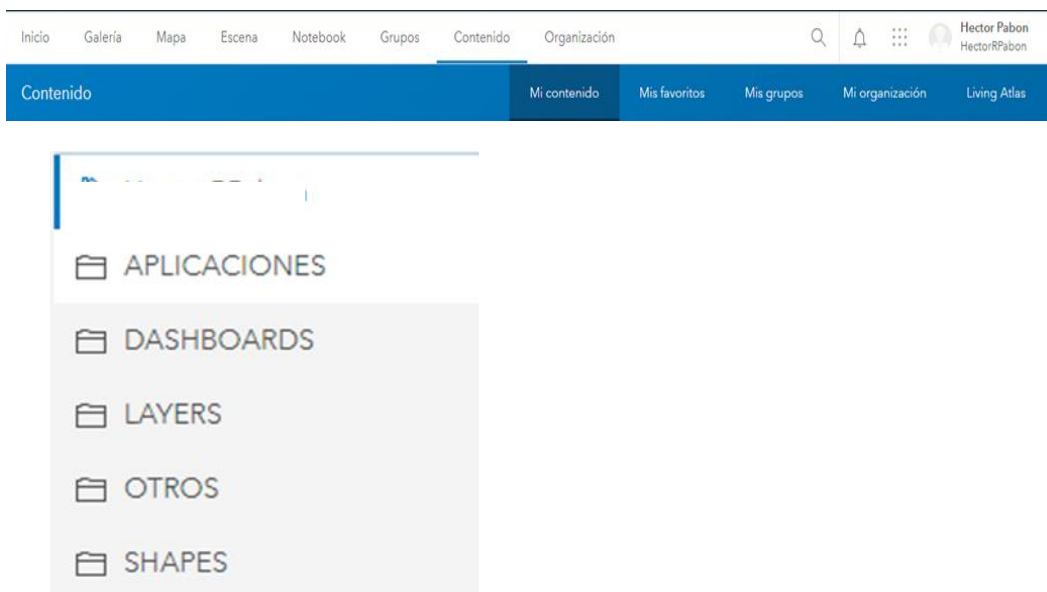 Inicio Galería Mapa Escena Notebook Grupos Contenido Organización Hector Pabon
HectorRPabon
Contenido Mi contenido Mis favoritos Mis grupos Mi organización Living Atlas
APLICACIONES
DASHBOARDS
LAYERS
OTROS
SHAPES